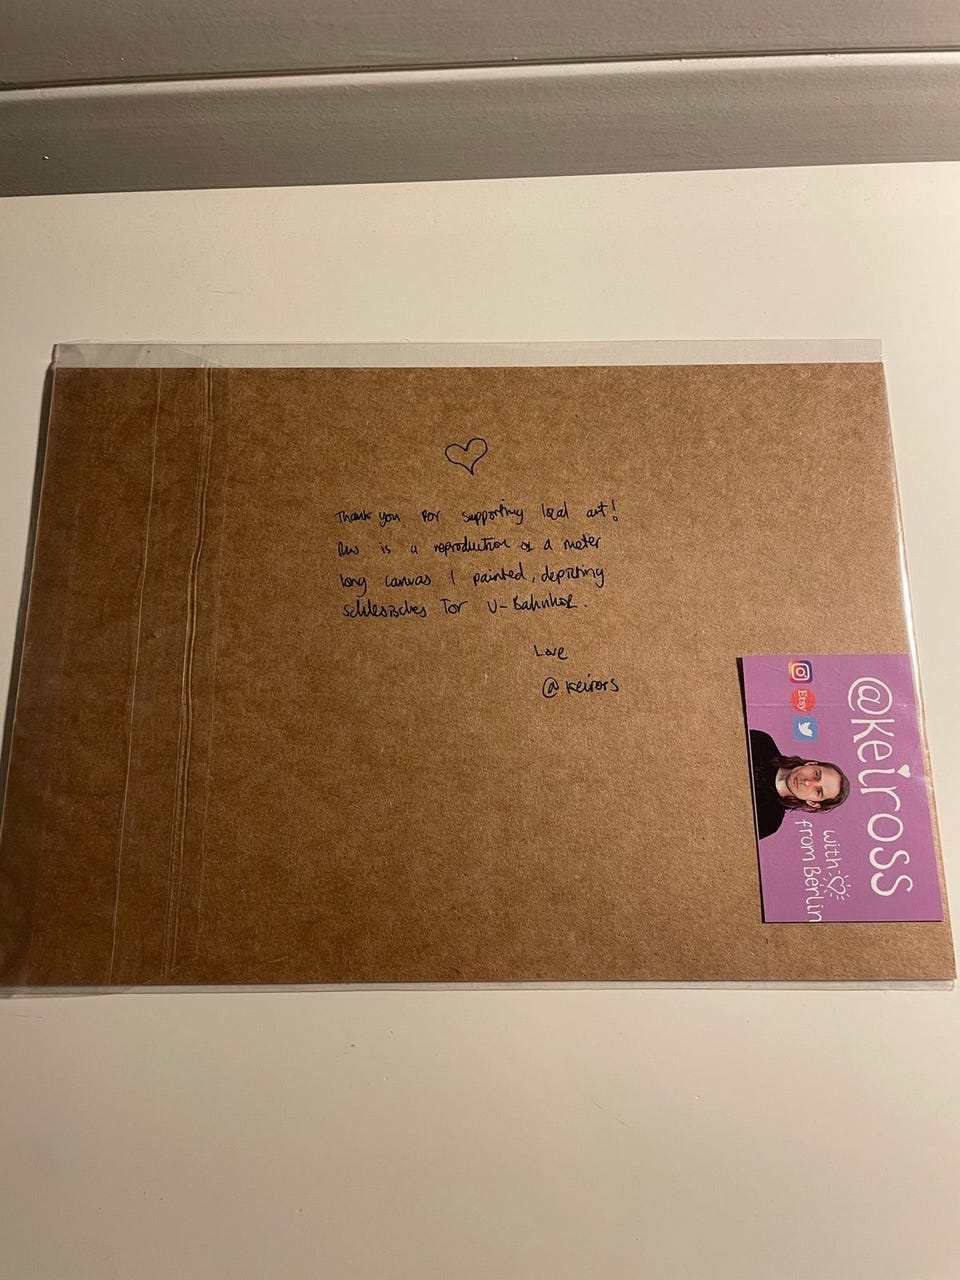 Thank you for supporting local art!
This is a reproduction of a meter
long canvas I painted, depicting
Schlesisches Tor U-Bahnhof.
Love
@keiross
@keiross
Etsy
with
from Berlin